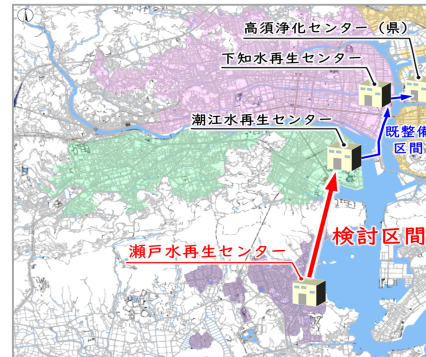 高須浄化センター（県）
下知水再生センター
潮江水再生センター
既整備
区間
検討区間
瀬戸水再生センター